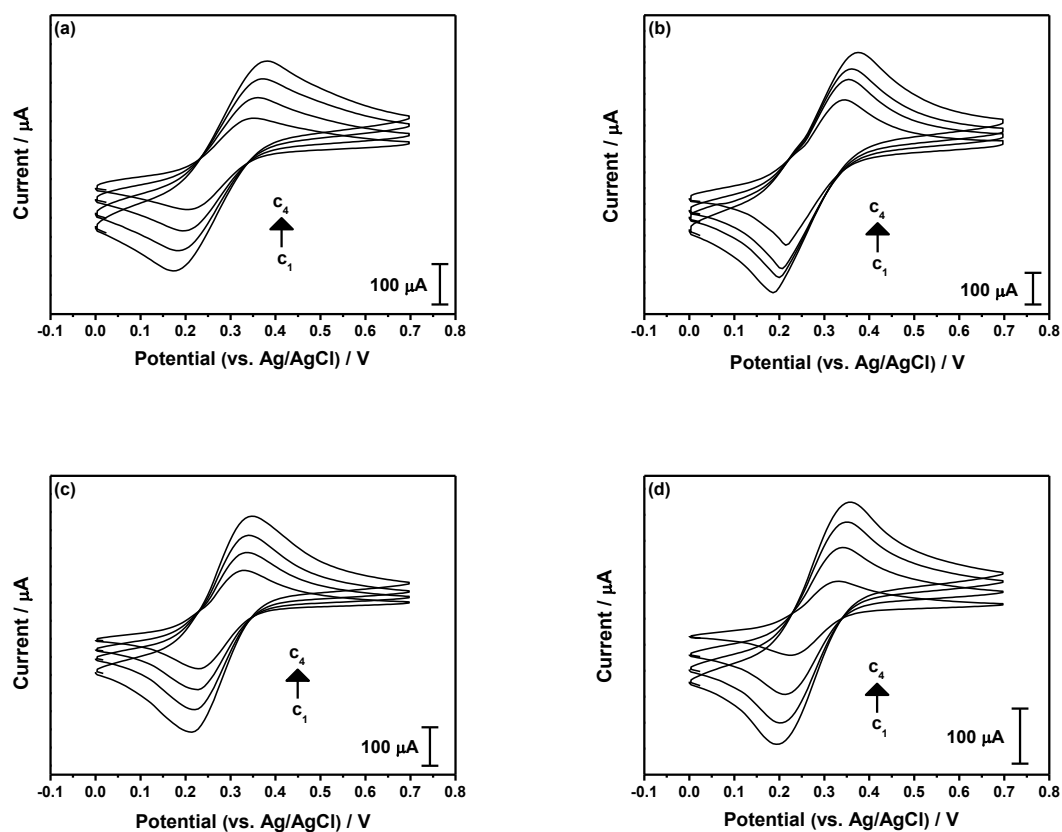 (a)
Current / µA
c4
c1
100 µA
-0.1 0.0 0.1 0.2 0.3 0.4 0.5 0.6 0.7 0.8
Potential (vs. Ag/AgCl) / V
(b)
Current / µA
c4
c1
100 µA
-0.1 0.0 0.1 0.2 0.3 0.4 0.5 0.6 0.7 0.8
Potential (vs. Ag/AgCl) / V
(c)
Current / µA
c4
c1
100 µA
-0.1 0.0 0.1 0.2 0.3 0.4 0.5 0.6 0.7 0.8
Potential (vs. Ag/AgCl) / V
(d)
Current / µA
c4
c1
100 µA
-0.1 0.0 0.1 0.2 0.3 0.4 0.5 0.6 0.7 0.8
Potential (vs. Ag/AgCl) / V